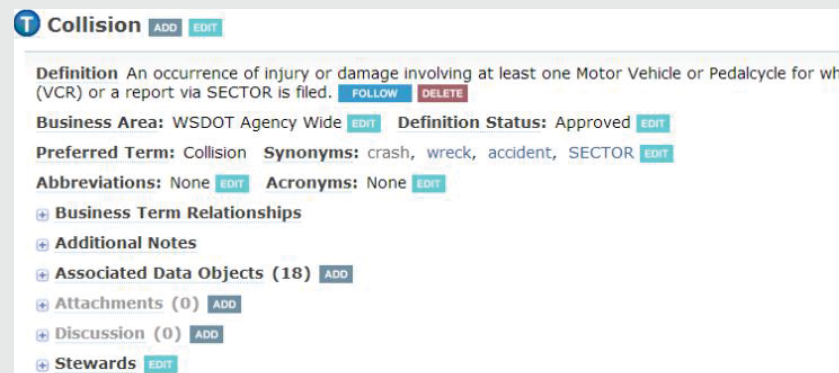 T Collision ADD EDIT
Definition An occurrence of injury or damage involving at least one Motor Vehicle or Pedalcycle for wh
(VCR) or a report via SECTOR is filed. FOLLOW DELETE
Business Area: WSDOT Agency Wide EDIT Definition Status: Approved EDIT
Preferred Term: Collision Synonyms: crash, wreck, accident, SECTOR EDIT
Abbreviations: None EDIT Acronyms: None EDIT
Business Term Relationships
Additional Notes
Associated Data Objects (18) ADD
Attachments (0) ADD
Discussion (0) ADD
Stewards EDIT